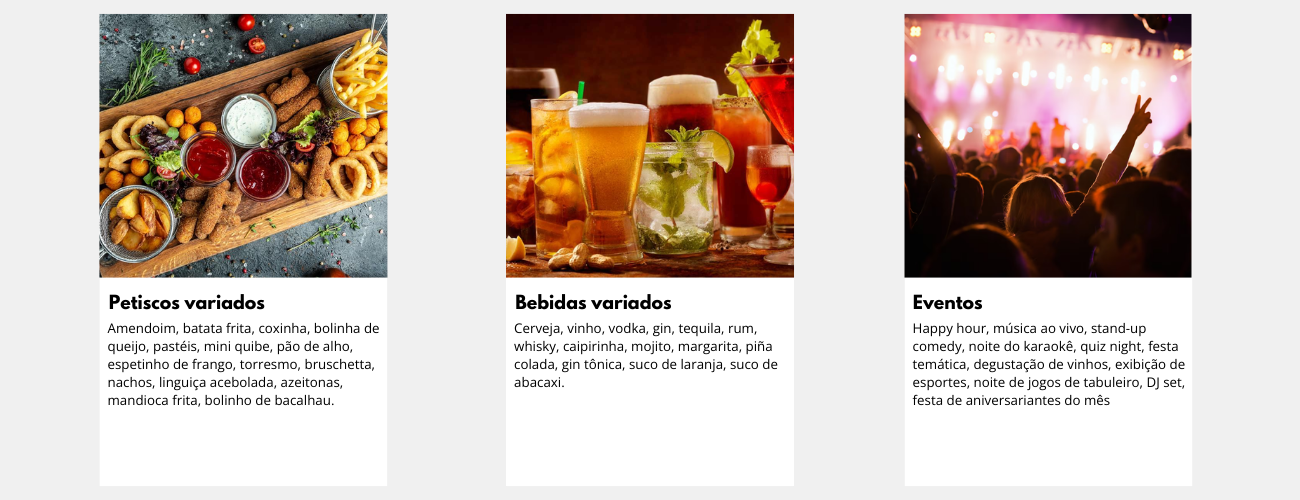 Petiscos variados
Amendoim, batata frita, coxinha, bolinha de
queijo, pastéis, mini quibe, pão de alho,
espetinho de frango, torresmo, bruschetta,
nachos, linguiça acebolada, azeitonas,
mandioca frita, bolinho de bacalhau.
Bebidas variados
Cerveja, vinho, vodka, gin, tequila, rum,
whisky, caipirinha, mojito, margarita, piña
colada, gin tônica, suco de laranja, suco de
abacaxi.
Eventos
Happy hour, música ao vivo, stand-up
comedy, noite do karaokê, quiz night, festa
temática, degustação de vinhos, exibição de
esportes, noite de jogos de tabuleiro, DJ set,
festa de aniversariantes do mês